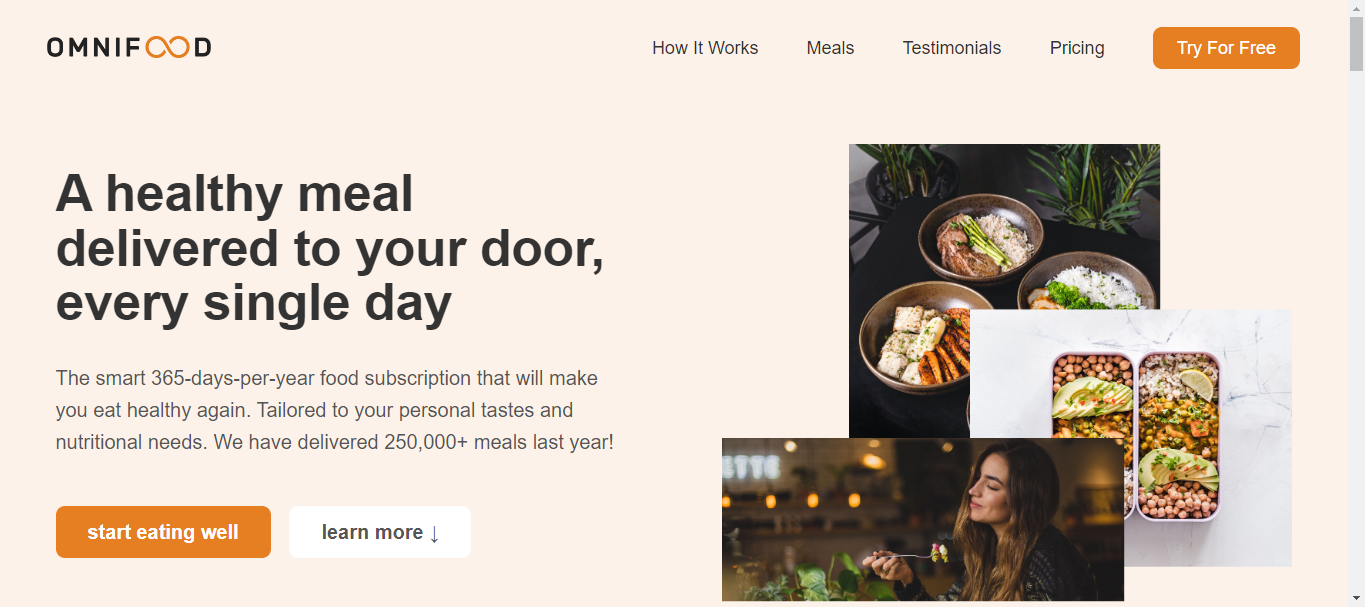 OMNIFOOD
How It Works
Meals
Testimonials
Pricing
Try For Free
A healthy meal
delivered to your door,
every single day
The smart 365-days-per-year food subscription that will make
you eat healthy again. Tailored to your personal tastes and
nutritional needs. We have delivered 250,000+ meals last year!
start eating well
learn more ↓